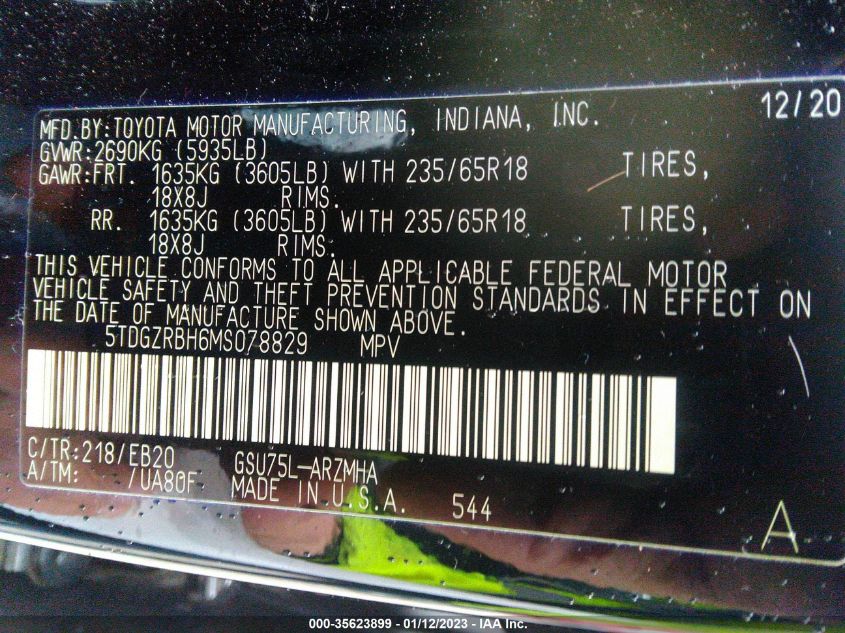 12/20
MFD.BY:TOYOTA MOTOR MANUFACTURING, INDIANA, INC.
GVWR:2690KG (5935LB)
GAWR:FRT. 1635KG (3605LB) WITH 235/65R18 TIRES,
18X8J RIMS.
RR. 1635KG (3605LB) WITH 235/65R18 TIRES,
18X8J RIMS.
THIS VEHICLE CONFORMS TO ALL APPLICABLE FEDERAL MOTOR
VEHICLE SAFETY AND THEFT PREVENTION STANDARDS IN EFFECT ON
THE DATE OF MANUFACTURE SHOWN ABOVE.
5TDGZRBH6MS078829 MPV
C/TR:218/EB20 GSU75L-ARZMHA
A/TM: /UA80F MADE IN U.S.A. 544
A
000-35623899 - 01/12/2023 - IAA Inc.